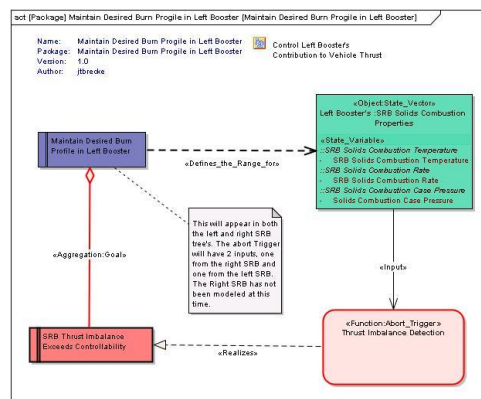 act [Package] Maintain Desired Burn Progile in Left Booster [Maintain Desired Burn Progile in Left Booster]
Name: Maintain Desired Burn Progile in Left Booster
Package: Maintain Desired Burn Progile in Left Booster
Version: 1.0
Author: jtbrecke
Control Left Booster's
Contribution to Vehicle Thrust
Maintain Desired Burn
Profile in Left Booster
«Defines_the_Range_for»
«Object:State_Vector»
Left Booster's ::SRB Solids Combustion
Properties
«State_Variable»
::SRB Solids Combustion Temperature
- SRB Solids Combustion Temperature
::SRB Solids Combustion Rate
- SRB Solids Combustion Rate
::SRB Solids Combustion Case Pressure
- Solids Combustion Case Pressure
This will appear in both
the left and right SRB
tree's. The abort Trigger
will have 2 inputs, one
from the right SRB and
one from the left SRB.
The Right SRB has not
been modeled at this
time.
«Aggregation:Goal»
«Input»
SRB Thrust Imbalance
Exceeds Controllability
«Realizes»
«Function:Abort_Trigger»
Thrust Imbalance Detection